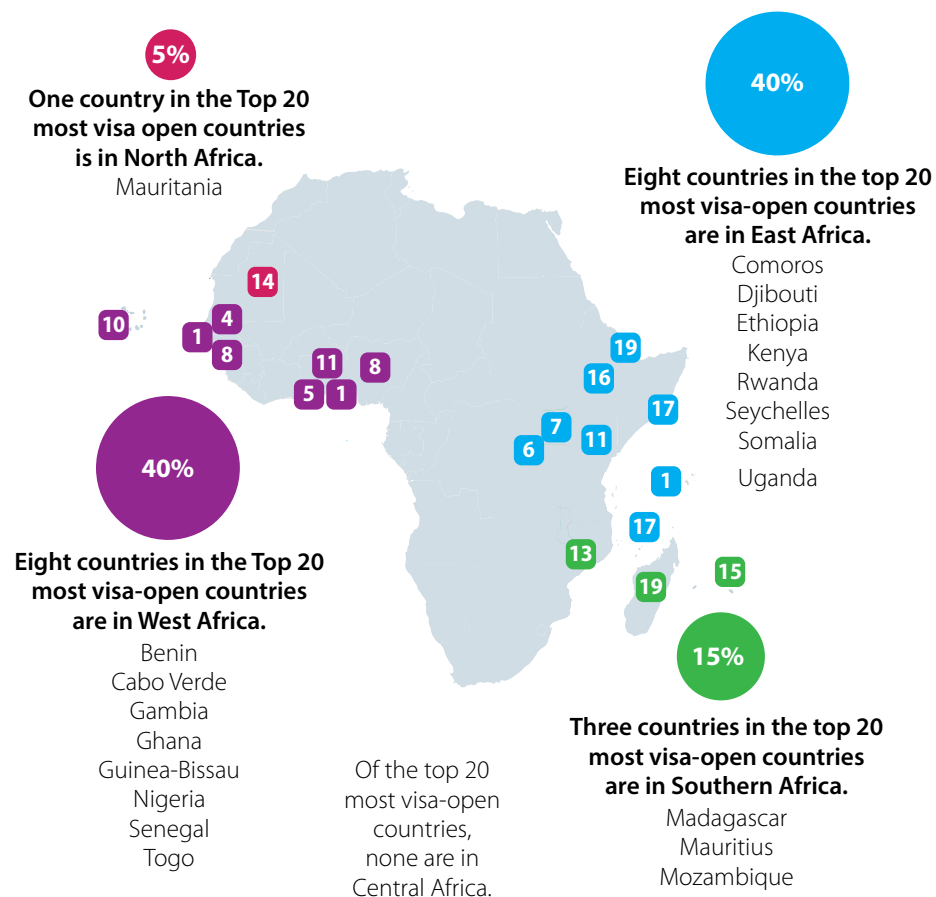 5%
One country in the Top 20
most visa open countries
is in North Africa.
Mauritania
40%
Eight countries in the top 20
most visa-open countries
are in East Africa.
Comoros
Djibouti
Ethiopia
Kenya
Rwanda
Seychelles
Somalia
Uganda
14
10
4
1
8
11
8
5
1
19
16
17
7
11
6
1
17
13
19
15
40%
Eight countries in the Top 20
most visa-open countries
are in West Africa.
Benin
Cabo Verde
Gambia
Ghana
Guinea-Bissau
Nigeria
Senegal
Togo
Of the top 20
most visa-open
countries,
none are in
Central Africa.
15%
Three countries in the top 20
most visa-open countries
are in Southern Africa.
Madagascar
Mauritius
Mozambique